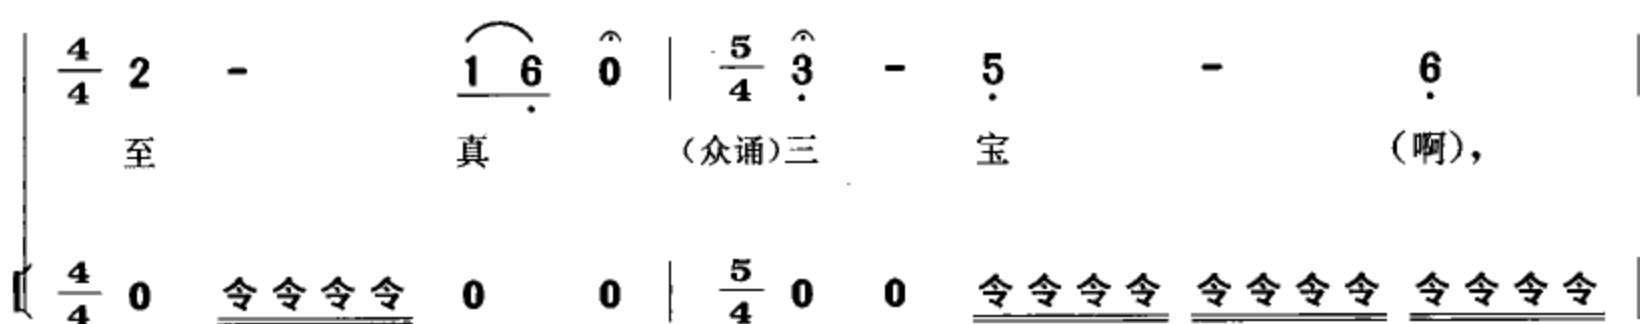 4/4 2 - 1 6 0 | 5/4 3 - 5 - 6 |
至 真 （众诵）三 宝 （啊），
4/4 0 令令令令 0 0 | 5/4 0 0 令令令令 令令令令 令令令令 |